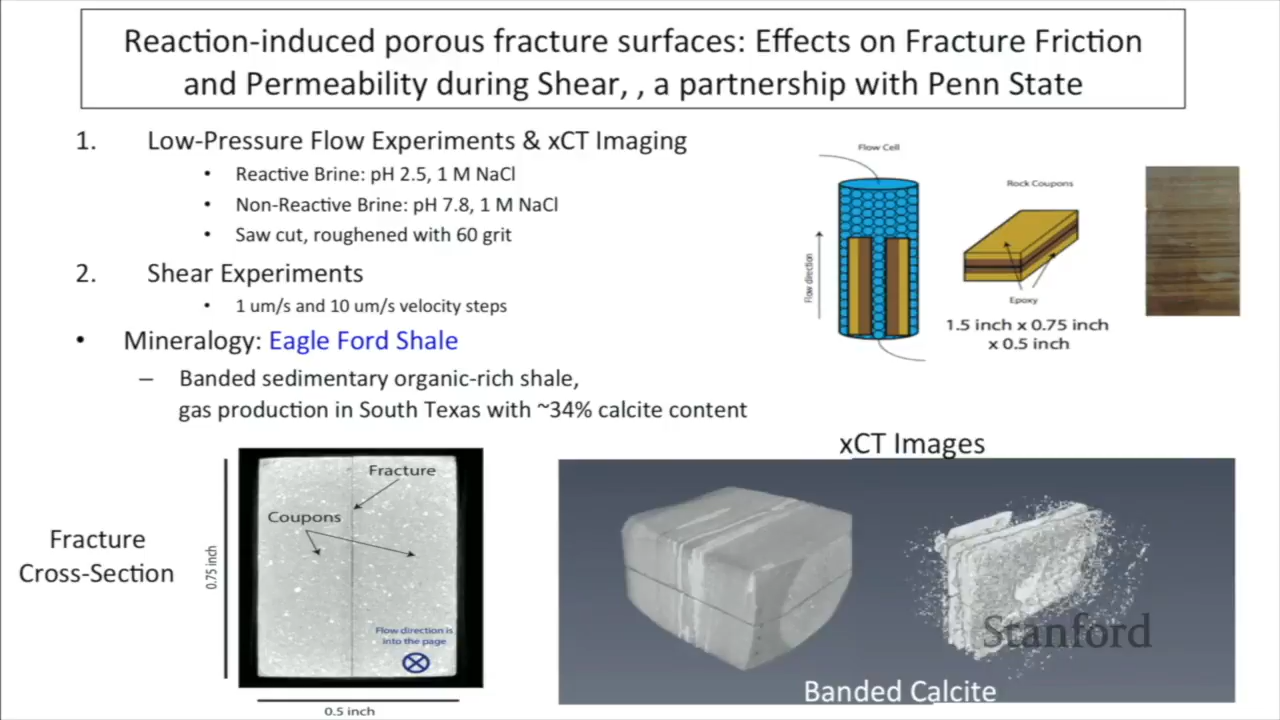 Reaction-induced porous fracture surfaces: Effects on Fracture Friction
and Permeability during Shear, , a partnership with Penn State
1. Low-Pressure Flow Experiments & xCT Imaging
• Reactive Brine: pH 2.5, 1 M NaCl
• Non-Reactive Brine: pH 7.8, 1 M NaCl
• Saw cut, roughened with 60 grit
2. Shear Experiments
• 1 um/s and 10 um/s velocity steps
• Mineralogy: Eagle Ford Shale
– Banded sedimentary organic-rich shale,
gas production in South Texas with ~34% calcite content
Flow Cell
Rock Coupons
Flow direction
Epoxy
1.5 inch x 0.75 inch
x 0.5 inch
Fracture
Cross-Section
0.75 inch
Fracture
Coupons
Flow direction is
into the page
0.5 inch
xCT Images
Stanford
Banded Calcite